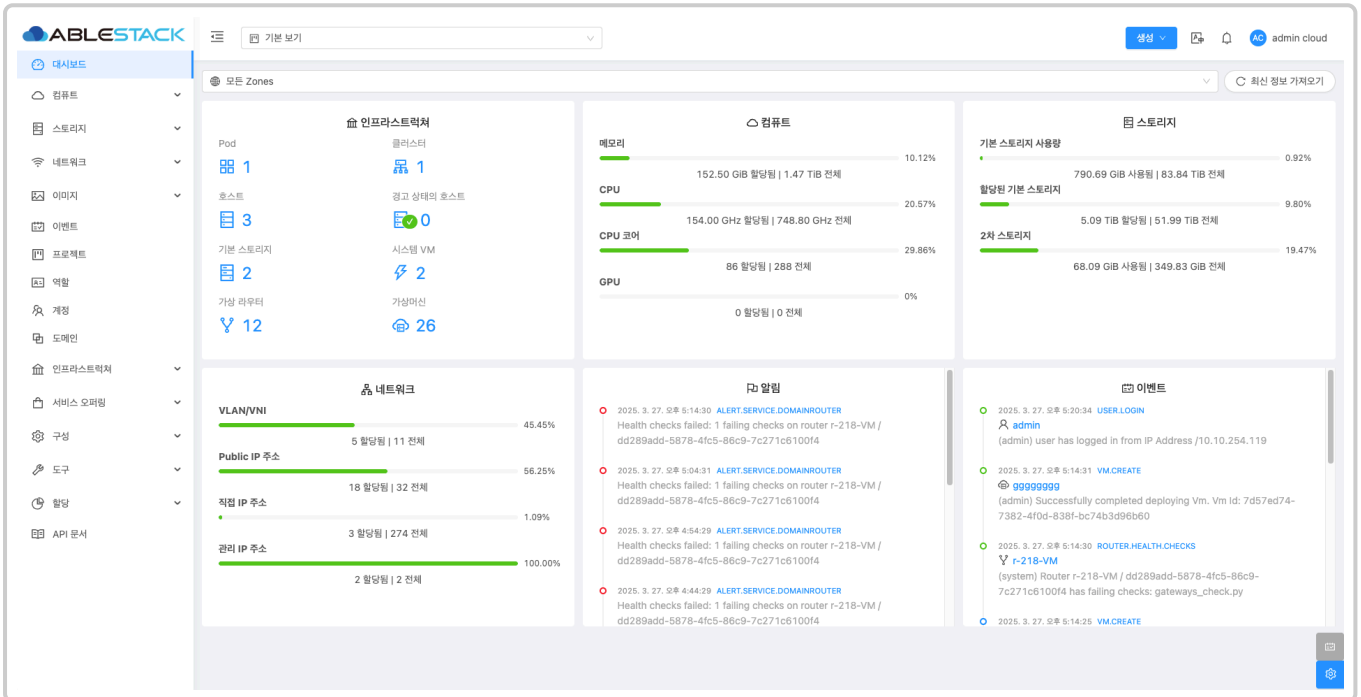 ABLESTACK
기본 보기
생성
AC admin cloud
대시보드
컴퓨트
스토리지
네트워크
이미지
이벤트
프로젝트
역할
계정
도메인
인프라스트럭쳐
서비스 오퍼링
구성
도구
할당
API 문서
모든 Zones
최신 정보 가져오기
인프라스트럭쳐
Pod
클러스터
1
1
호스트
경고 상태의 호스트
3
0
기본 스토리지
시스템 VM
2
2
가상 라우터
가상머신
12
26
컴퓨트
메모리
10.12%
152.50 GiB 할당됨 | 1.47 TiB 전체
CPU
20.57%
154.00 GHz 할당됨 | 748.80 GHz 전체
CPU 코어
29.86%
86 할당됨 | 288 전체
GPU
0%
0 할당됨 | 0 전체
스토리지
기본 스토리지 사용량
0.92%
790.69 GiB 사용됨 | 83.84 TiB 전체
할당된 기본 스토리지
9.80%
5.09 TiB 할당됨 | 51.99 TiB 전체
2차 스토리지
19.47%
68.09 GiB 사용됨 | 349.83 GiB 전체
네트워크
VLAN/VNI
45.45%
5 할당됨 | 11 전체
Public IP 주소
56.25%
18 할당됨 | 32 전체
직접 IP 주소
1.09%
3 할당됨 | 274 전체
관리 IP 주소
100.00%
2 할당됨 | 2 전체
알림
2025. 3. 27. 오후 5:14:30 ALERT.SERVICE.DOMAINROUTER
Health checks failed: 1 failing checks on router r-218-VM /
dd289add-5878-4fc5-86c9-7c271c6100f4
2025. 3. 27. 오후 5:04:31 ALERT.SERVICE.DOMAINROUTER
Health checks failed: 1 failing checks on router r-218-VM /
dd289add-5878-4fc5-86c9-7c271c6100f4
2025. 3. 27. 오후 4:54:29 ALERT.SERVICE.DOMAINROUTER
Health checks failed: 1 failing checks on router r-218-VM /
dd289add-5878-4fc5-86c9-7c271c6100f4
2025. 3. 27. 오후 4:44:29 ALERT.SERVICE.DOMAINROUTER
Health checks failed: 1 failing checks on router r-218-VM /
dd289add-5878-4fc5-86c9-7c271c6100f4
이벤트
2025. 3. 27. 오후 5:20:34 USER.LOGIN
admin
(admin) user has logged in from IP Address /10.10.254.119
2025. 3. 27. 오후 5:14:31 VM.CREATE
gggggggg
(admin) Successfully completed deploying Vm. Vm Id: 7d57ed74-
7382-4f0d-838f-bc74b3d96b60
2025. 3. 27. 오후 5:14:30 ROUTER.HEALTH.CHECKS
r-218-VM
(system) Router r-218-VM / dd289add-5878-4fc5-86c9-
7c271c6100f4 has failing checks: gateways_check.py
2025. 3. 27. 오후 5:14:25 VM.CREATE